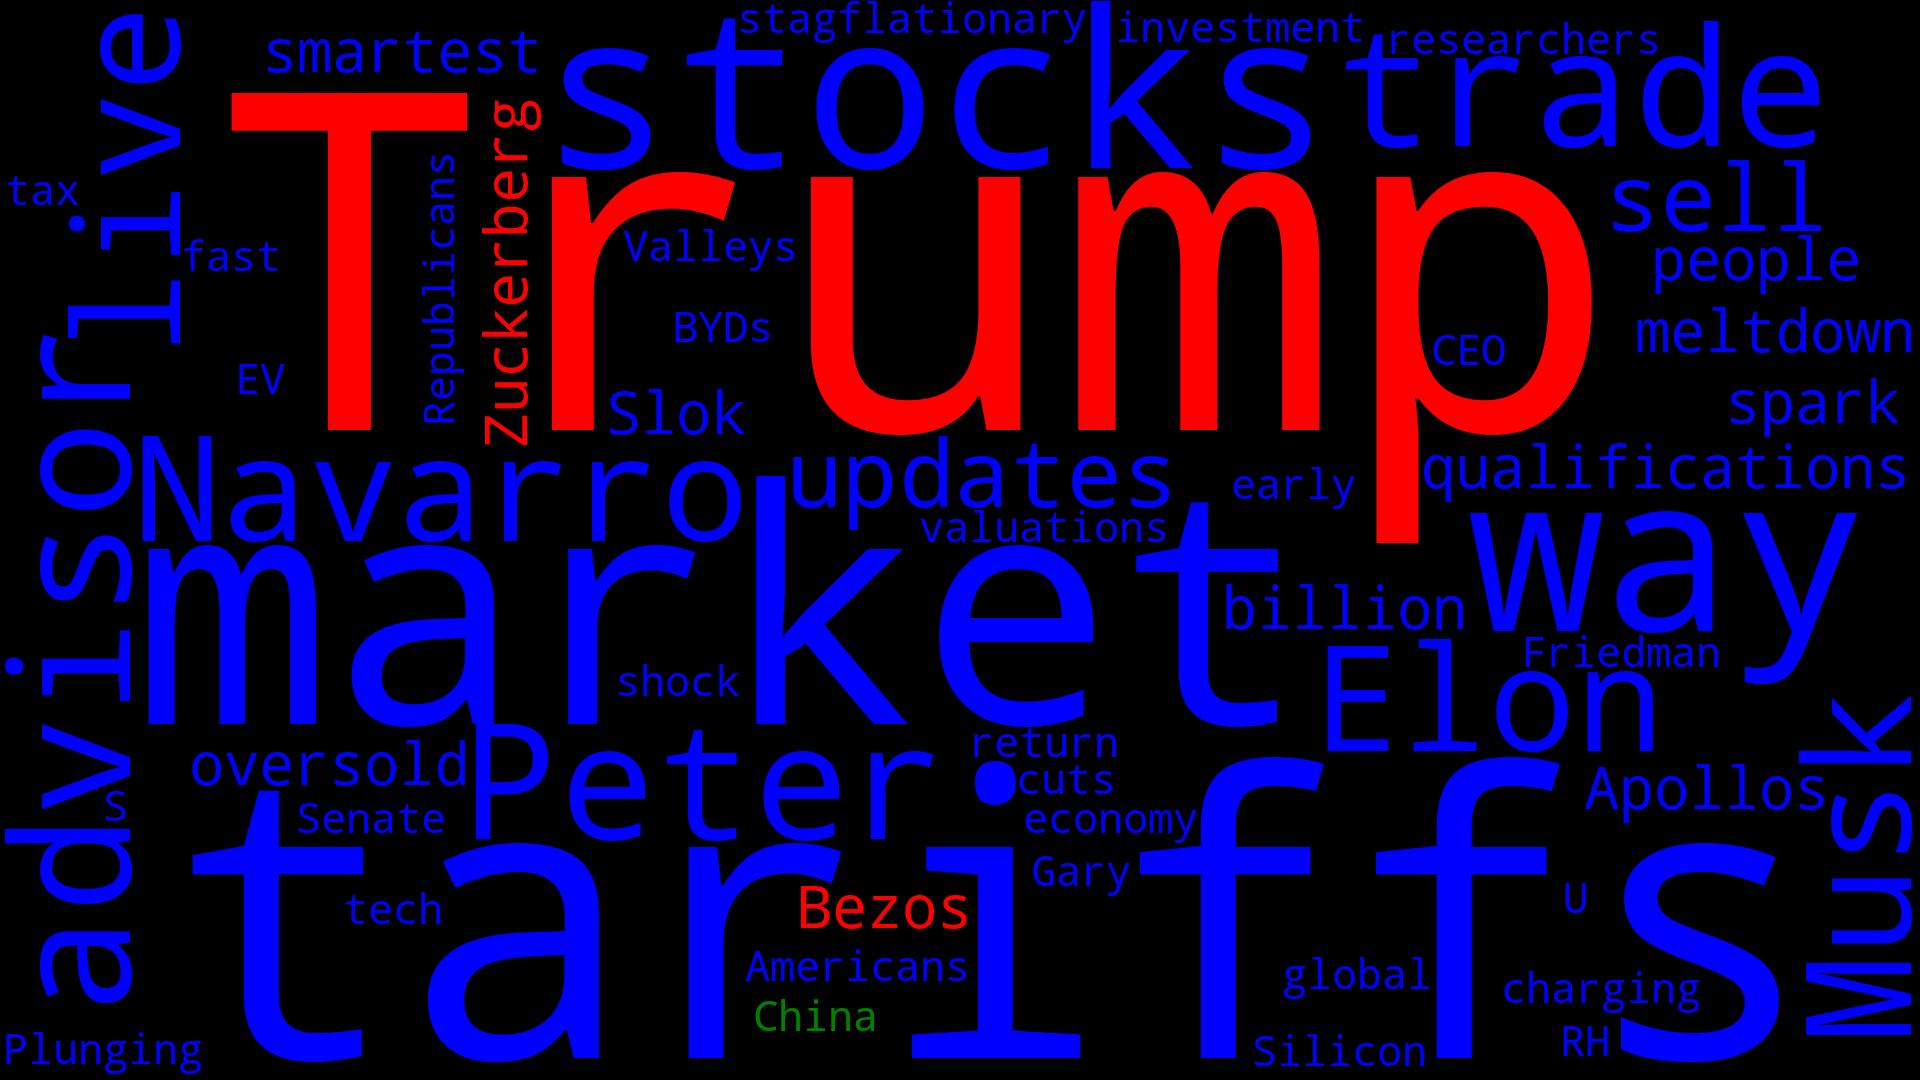 stagflationary
investment
smartest
stocks
researchers
trade
live
Trump
Zuckerberg
Republicans
tax
sell
fast
Valleys
people
BYDs
meltdown
CEO
EV
Slok
spark
advisor
Navarro
updates
early
qualifications
valuations
way
market
billion
shock
Elon
Friedman
oversold
Peter
return
cuts
Apollos
Musk
S
Senate
economy
tariffs
Gary
tech
Bezos
U
Americans
global
charging
China
Plunging
Silicon
RH